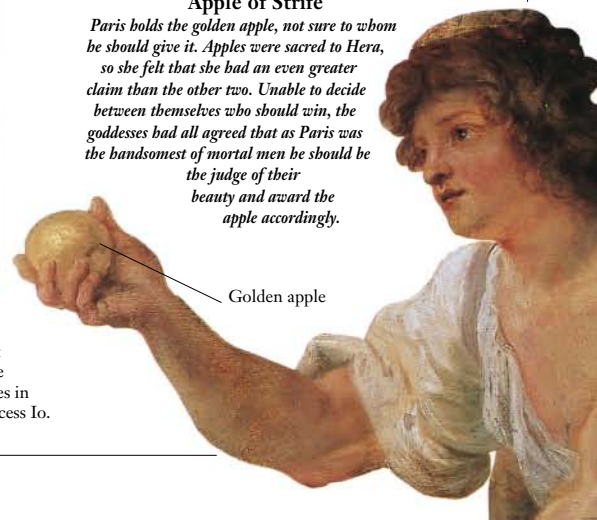 Apple of Strife
Paris holds the golden apple, not sure to whom
he should give it. Apples were sacred to Hera,
so she felt that she had an even greater
claim than the other two. Unable to decide
between themselves who should win, the
goddesses had all agreed that as Paris was
the handsomest of mortal men he should be
the judge of their
beauty and award the
apple accordingly.
Golden apple
es in
cess Io.